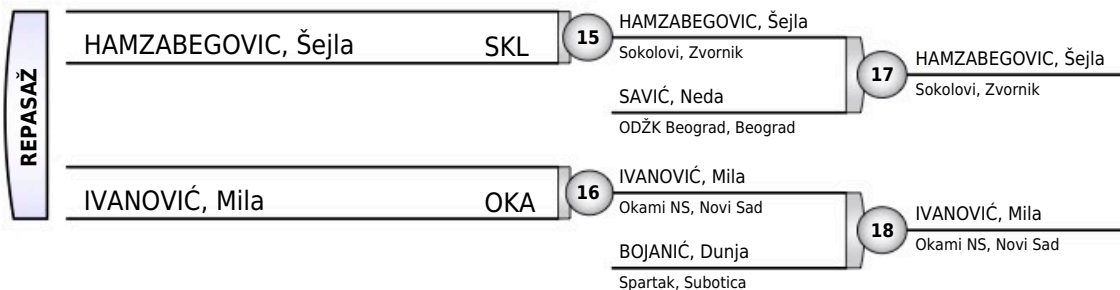 REPASAŽ
HAMZABEGOVIC, Šejla SKL
15
HAMZABEGOVIC, Šejla
Sokolovi, Zvornik
SAVIĆ, Neda
ODŽK Beograd, Beograd
17
HAMZABEGOVIC, Šejla
Sokolovi, Zvornik
IVANOVIĆ, Mila OKA
16
IVANOVIĆ, Mila
Okami NS, Novi Sad
BOJANIĆ, Dunja
Spartak, Subotica
18
IVANOVIĆ, Mila
Okami NS, Novi Sad